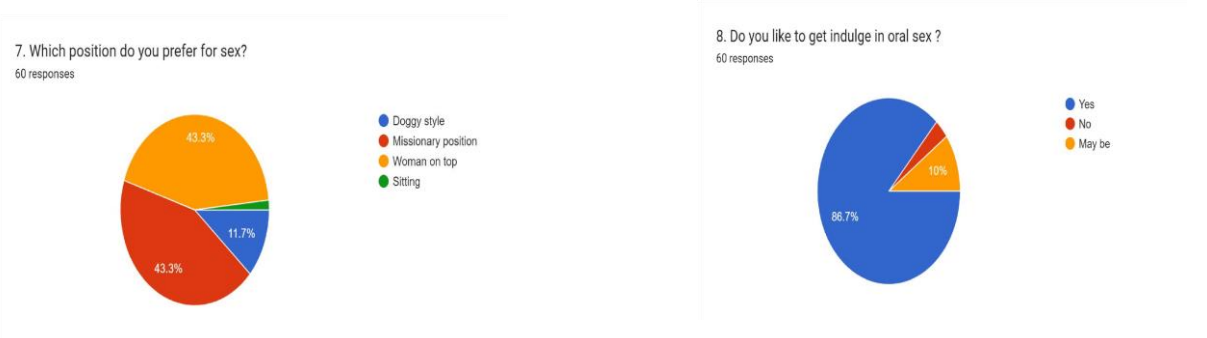 7. Which position do you prefer for sex?
60 responses
43.3%
11.7%
43.3%
Doggy style
Missionary position
Woman on top
Sitting
8. Do you like to get indulge in oral sex ?
60 responses
10%
86.7%
Yes
No
May be